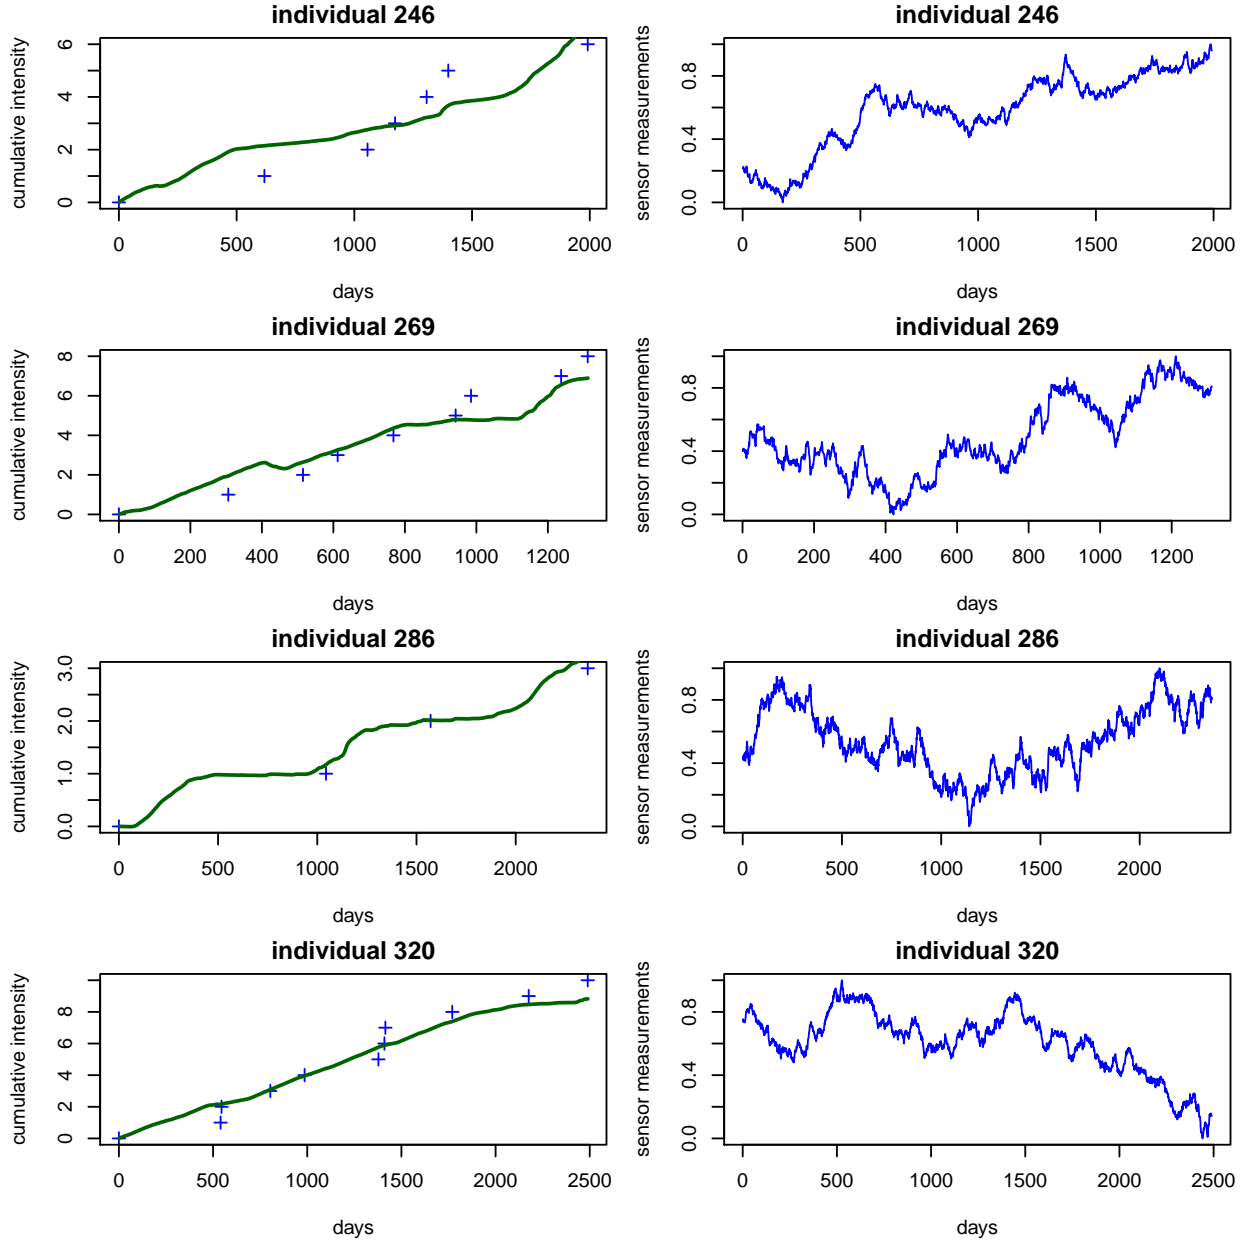 individual 246
cumulative intensity
6
4
2
0
0 500 1000 1500 2000
days
individual 246
sensor measurements
0.8
0.4
0.0
0 500 1000 1500 2000
days
individual 269
cumulative intensity
8
6
4
2
0
0 200 400 600 800 1000 1200
days
individual 269
sensor measurements
0.8
0.4
0.0
0 200 400 600 800 1000 1200
days
individual 286
cumulative intensity
3.0
2.0
1.0
0.0
0 500 1000 1500 2000
days
individual 286
sensor measurements
0.8
0.4
0.0
0 500 1000 1500 2000
days
individual 320
cumulative intensity
8
6
4
2
0
0 500 1000 1500 2000 2500
days
individual 320
sensor measurements
0.8
0.4
0.0
0 500 1000 1500 2000 2500
days